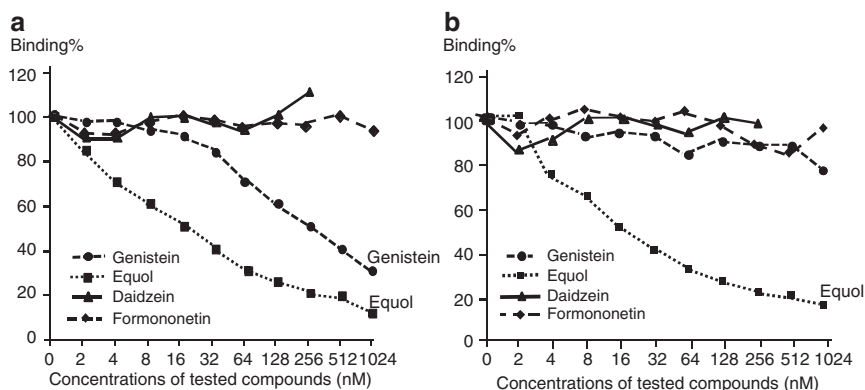 a
Binding%
120
100
80
60
40
20
0
Genistein
Equol
Daidzein
Formononetin
Genistein
Equol
0 2 4 8 16 32 64 128 256 512 1024
Concentrations of tested compounds (nM)
b
Binding%
120
100
80
60
40
20
0
Genistein
Equol
Daidzein
Formononetin
Equol
0 2 4 8 16 32 64 128 256 512 1024
Concentrations of tested compounds (nM)